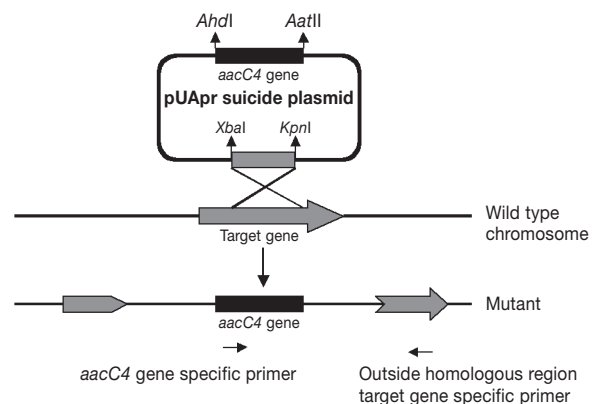 AhdI AatII
aacC4 gene
pUApr suicide plasmid
XbaI KpnI
Target gene
Wild type
chromosome
Mutant
aacC4 gene
aacC4 gene specific primer
Outside homologous region
target gene specific primer